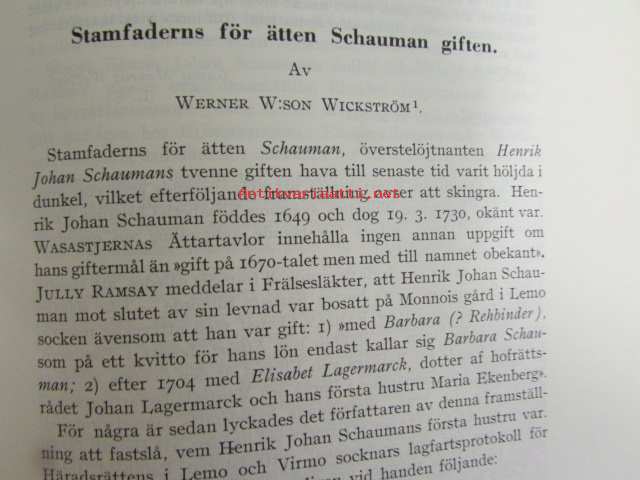 Stamfaderns för ätten Schauman giften.
Av
WERNER W:SON WICKSTRÖM¹.
Stamfaderns för ätten Schauman, överstelöjtnanten Henrik
Johan Schaumans tvenne giften hava till senaste tid varit höljda i
dunkel, vilket efterföljande framställning avser att skingra. Hen-
rik Johan Schauman föddes 1649 och dog 19. 3. 1730, okänt var.
WASASTJERNAS Ättartavlor innehålla ingen annan uppgift om
hans giftermål än »gift på 1670-talet men med till namnet obekant».
JULLY RAMSAY meddelar i Frälsesläkter, att Henrik Johan Schau-
man mot slutet av sin levnad var bosatt på Monnois gård i Lemo
socken ävensom att han var gift: 1) »med Barbara (? Rehbinder),
som på ett kvitto för hans lön endast kallar sig Barbara Schau-
man; 2) efter 1704 med Elisabet Lagermarck, dotter af hofrätts-
rådet Johan Lagermarck och hans första hustru Maria Ekenberg».
För några år sedan lyckades det författaren av denna framställ-
ning att fastslå, vem Henrik Johan Schaumans första hustru var.
Häradsrättens i Lemo och Virmo socknars lagfartsprotokoll för
vid handen följande: